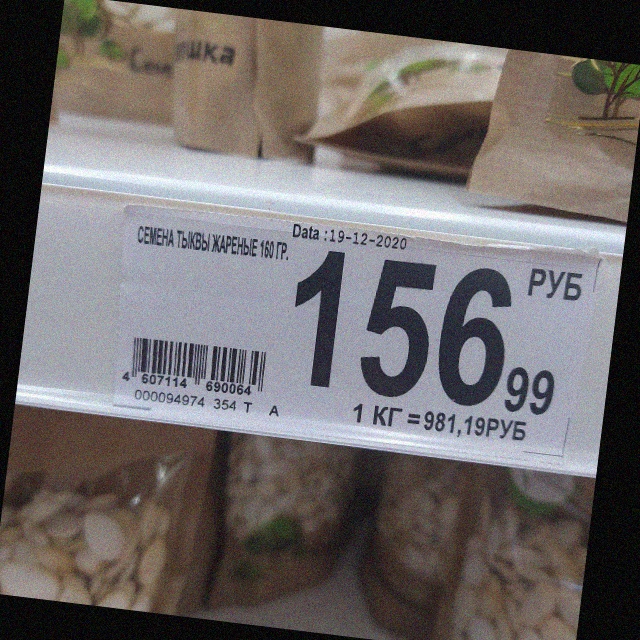 Data :19-12-2020
СЕМЕНА ТЫКВЫ ЖАРЕНЫЕ 160 ГР.
156 99 РУБ
4 607114 690064
000094974 354 Т А
1 КГ =981,19РУБ